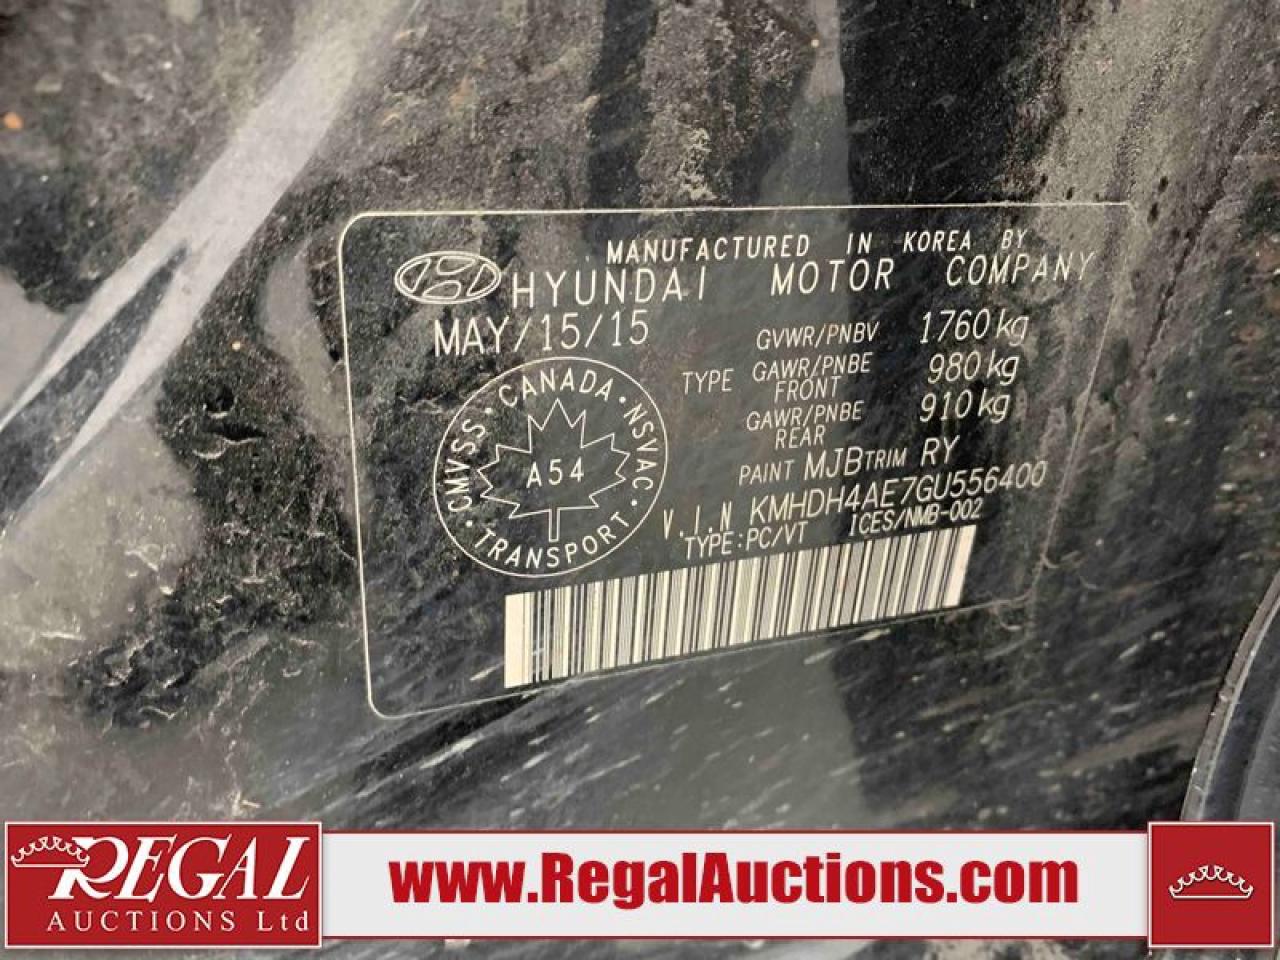 MANUFACTURED IN KOREA BY
HYUNDAI MOTOR COMPANY
MAY/15/15
GVWR/PNBV 1760 kg
TYPE GAWR/PNBE FRONT 980 kg
GAWR/PNBE REAR 910 kg
PAINT MJB TRIM RY
V.I.N KMHDH4AE7GU556400
TYPE: PC/VT ICES/NMB-002
CMVSS · CANADA · NSVAC · TRANSPORT ·
A54
REGAL
AUCTIONS Ltd
www.RegalAuctions.com